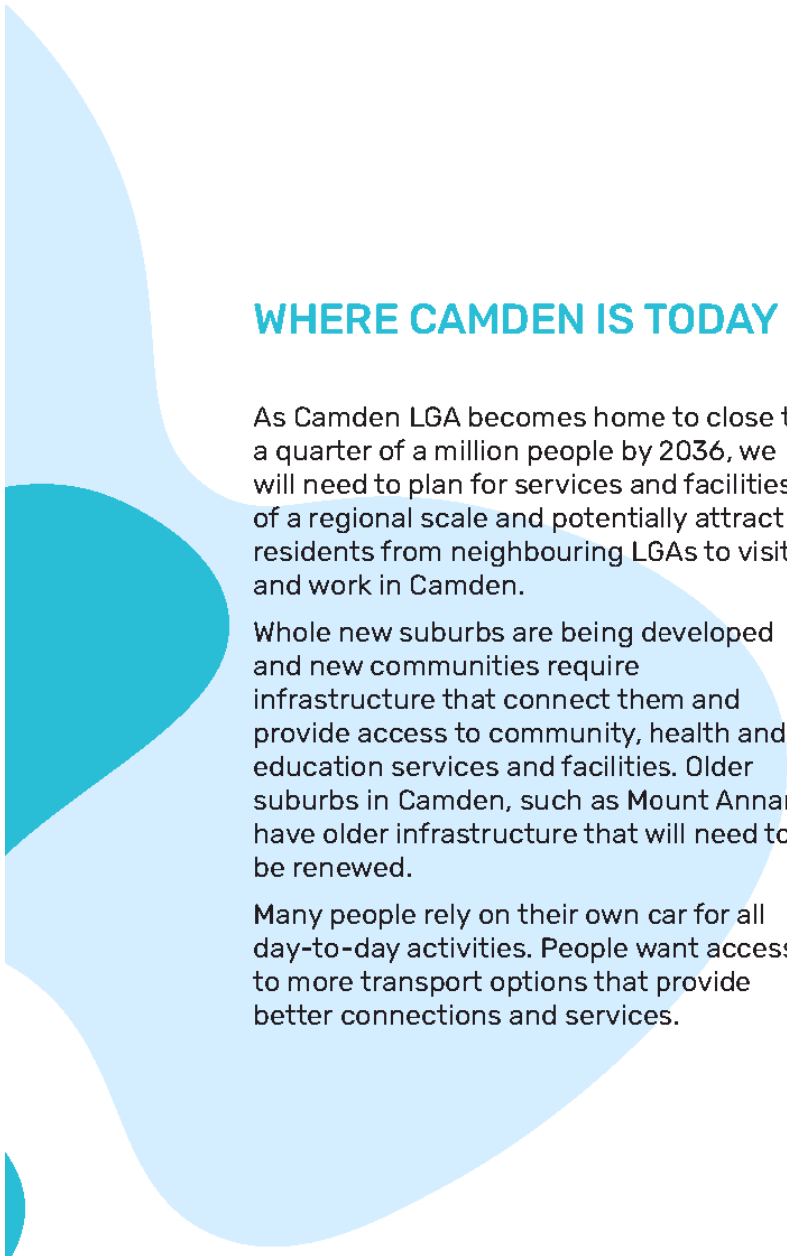 WHERE CAMDEN IS TODAY
As Camden LGA becomes home to close t
a quarter of a million people by 2036, we
will need to plan for services and facilities
of a regional scale and potentially attract
residents from neighbouring LGAs to visit
and work in Camden.
Whole new suburbs are being developed
and new communities require
infrastructure that connect them and
provide access to community, health and
education services and facilities. Older
suburbs in Camden, such as Mount Annan
have older infrastructure that will need to
be renewed.
Many people rely on their own car for all
day-to-day activities. People want access
to more transport options that provide
better connections and services.